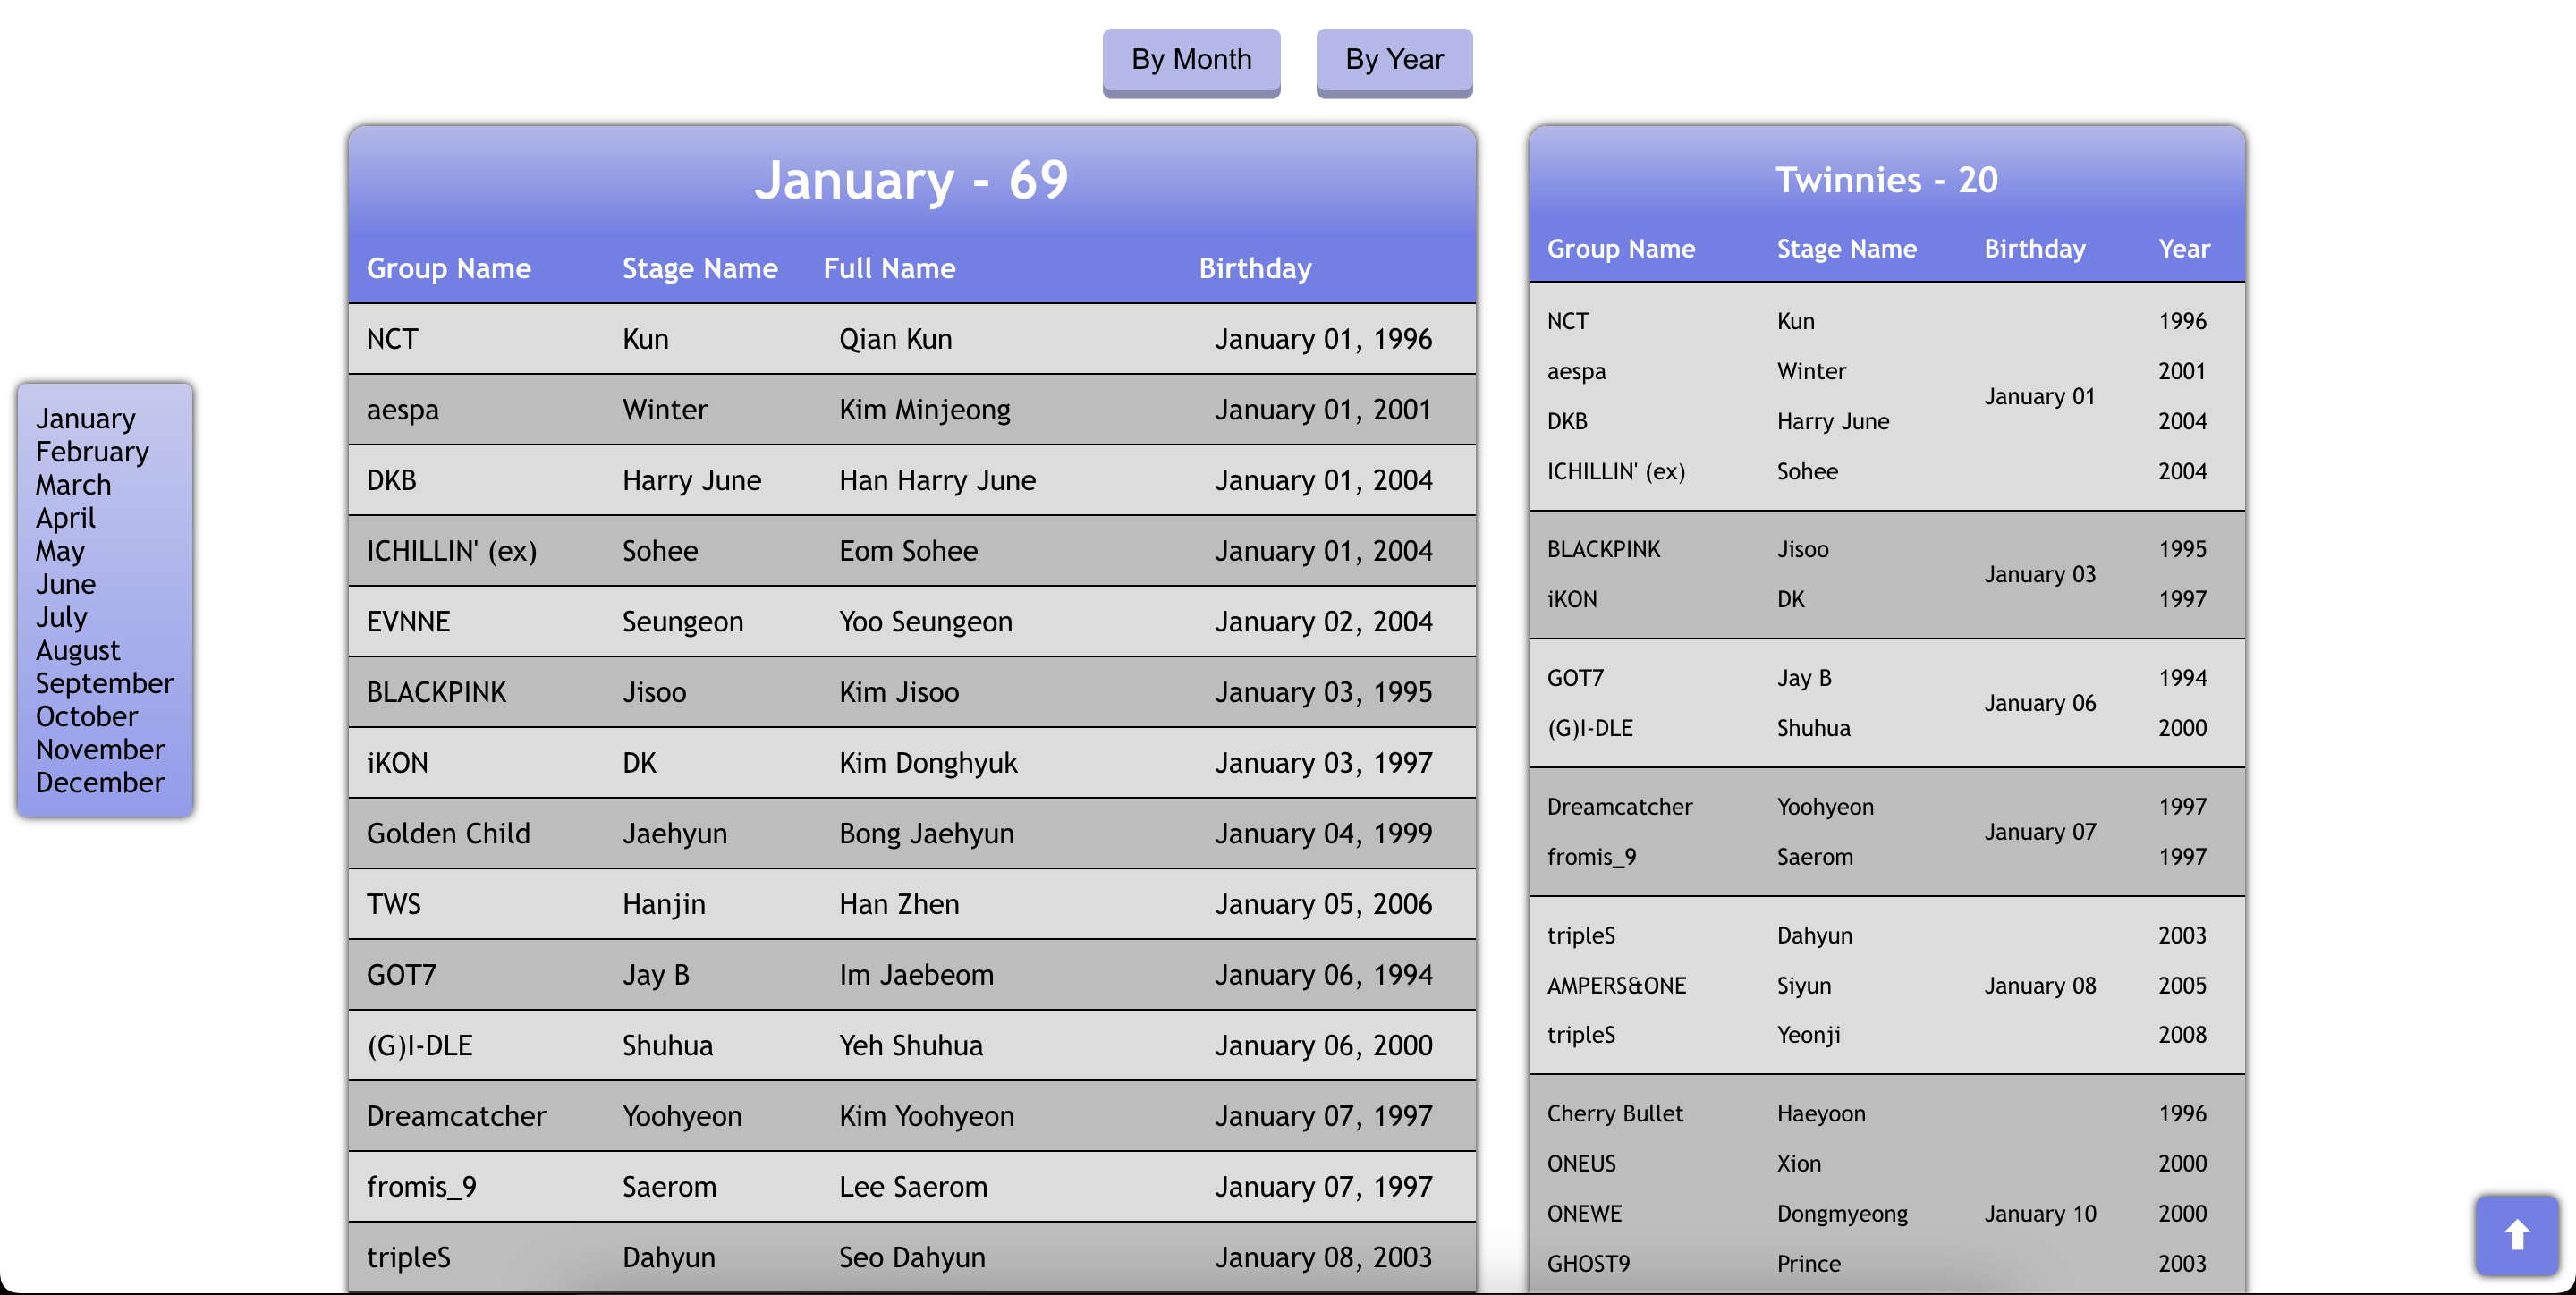 By Month By Year
January
February
March
April
May
June
July
August
September
October
November
December
January - 69
Group Name Stage Name Full Name Birthday
NCT Kun Qian Kun January 01, 1996
aespa Winter Kim Minjeong January 01, 2001
DKB Harry June Han Harry June January 01, 2004
ICHILLIN' (ex) Sohee Eom Sohee January 01, 2004
EVNNE Seungeon Yoo Seungeon January 02, 2004
BLACKPINK Jisoo Kim Jisoo January 03, 1995
iKON DK Kim Donghyuk January 03, 1997
Golden Child Jaehyun Bong Jaehyun January 04, 1999
TWS Hanjin Han Zhen January 05, 2006
GOT7 Jay B Im Jaebeom January 06, 1994
(G)I-DLE Shuhua Yeh Shuhua January 06, 2000
Dreamcatcher Yoohyeon Kim Yoohyeon January 07, 1997
fromis_9 Saerom Lee Saerom January 07, 1997
tripleS Dahyun Seo Dahyun January 08, 2003
Twinnies - 20
Group Name Stage Name Birthday Year
NCT Kun 1996
aespa Winter 2001
January 01
DKB Harry June 2004
ICHILLIN' (ex) Sohee 2004
BLACKPINK Jisoo 1995
January 03
iKON DK 1997
GOT7 Jay B 1994
January 06
(G)I-DLE Shuhua 2000
Dreamcatcher Yoohyeon 1997
January 07
fromis_9 Saerom 1997
tripleS Dahyun 2003
AMPERS&ONE Siyun January 08 2005
tripleS Yeonji 2008
Cherry Bullet Haeyoon 1996
ONEUS Xion 2000
ONEWE Dongmyeong January 10 2000
GHOST9 Prince 2003